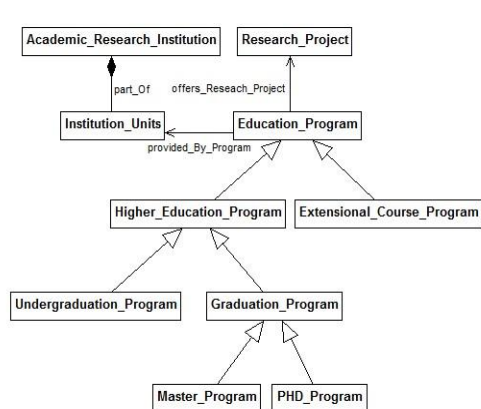 Academic_Research_Institution
Research_Project
part_Of
offers_Reseach_Project
Institution_Units
Education_Program
provided_By_Program
Higher_Education_Program
Extensional_Course_Program
Undergraduation_Program
Graduation_Program
Master_Program
PHD_Program